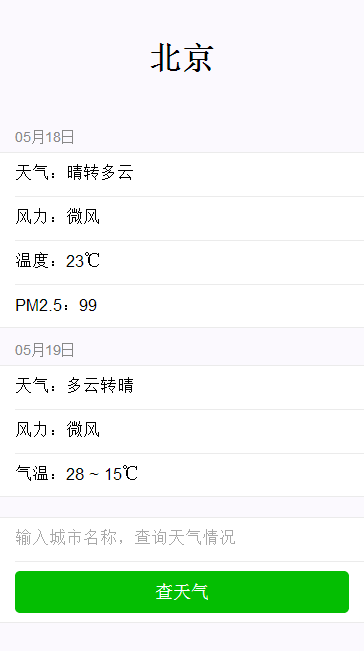 北京
05月18日
天气：晴转多云
风力：微风
温度：23℃
PM2.5：99
05月19日
天气：多云转晴
风力：微风
气温：28 ~ 15℃
输入城市名称，查询天气情况
查天气